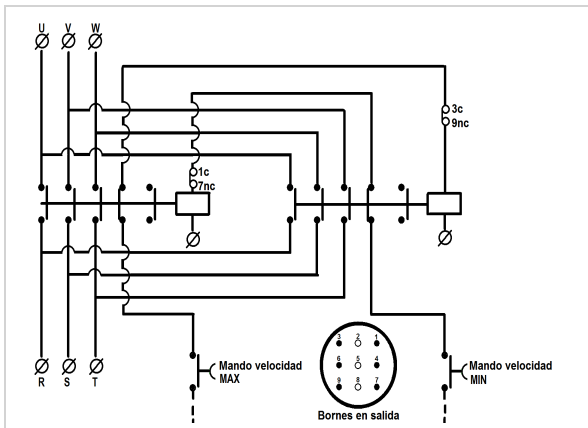 U V W
3c
9nc
1c
7nc
3 2 1
6 5 4
9 8 7
Mando velocidad
MAX
Mando velocidad
MIN
R S T
Bornes en salida